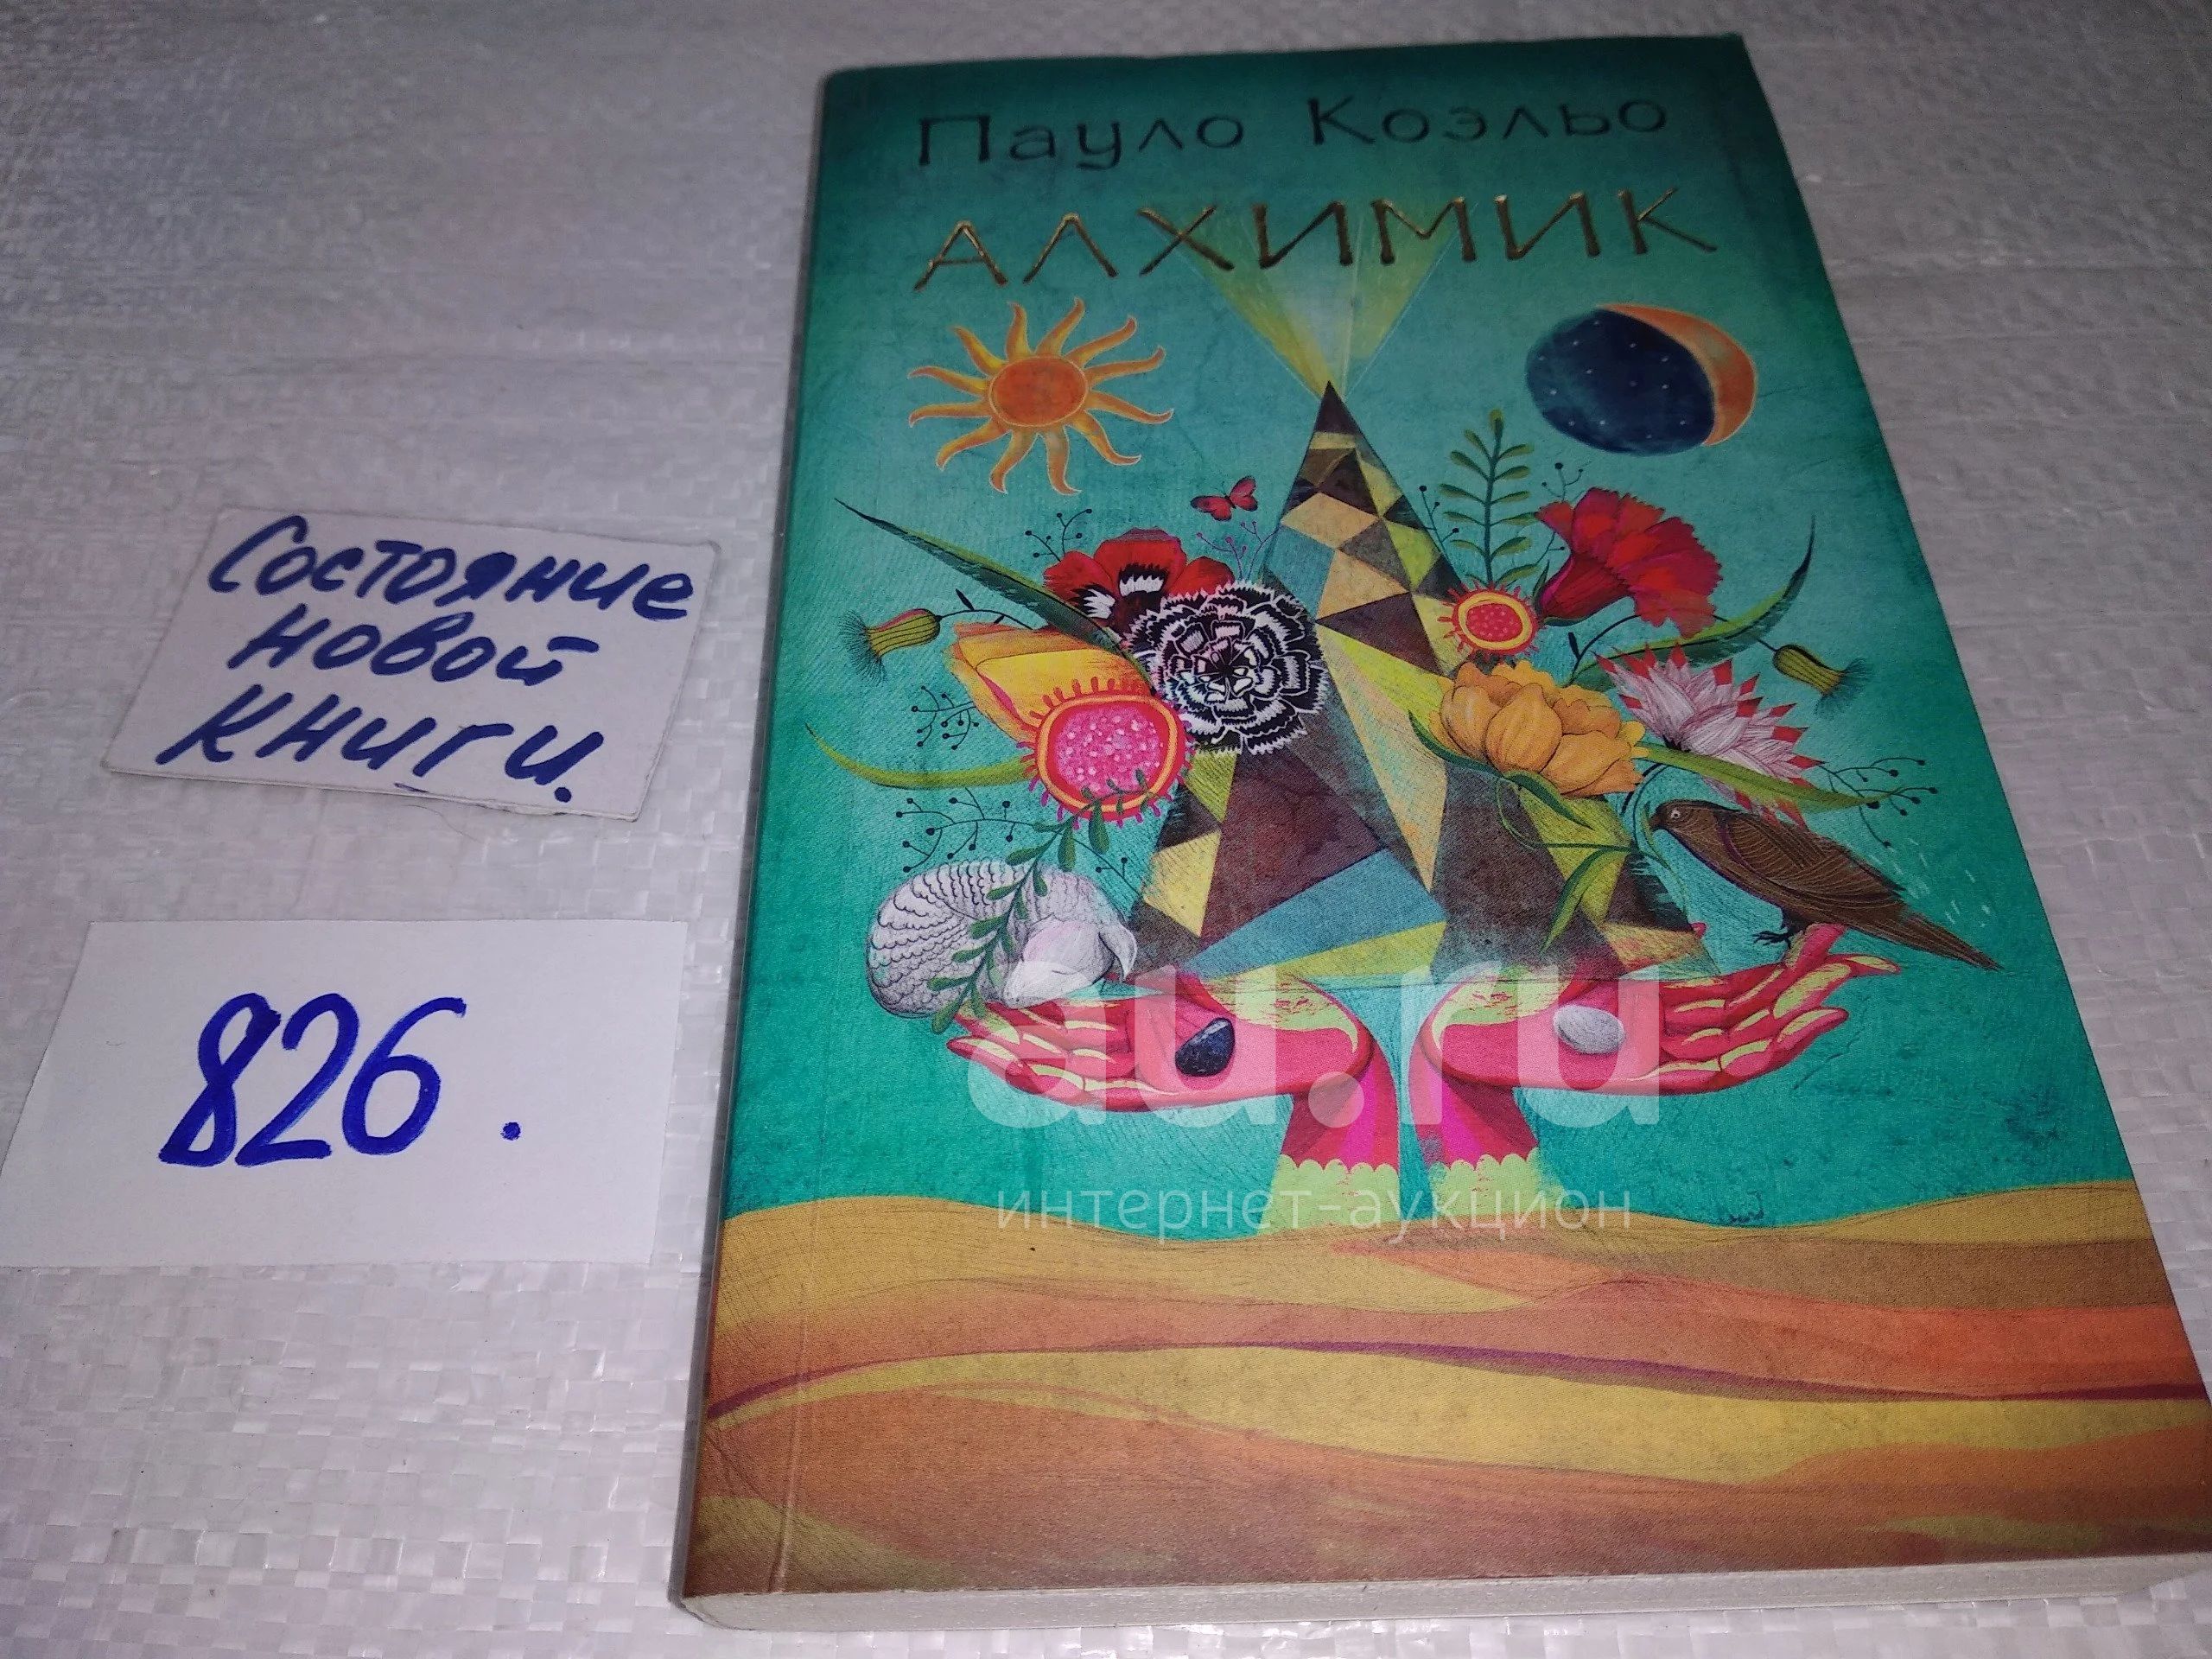 Пауло Коэльо
АЛХИМИК
Состояние
новой
книги.
826.
au.ru
интернет-аукцион